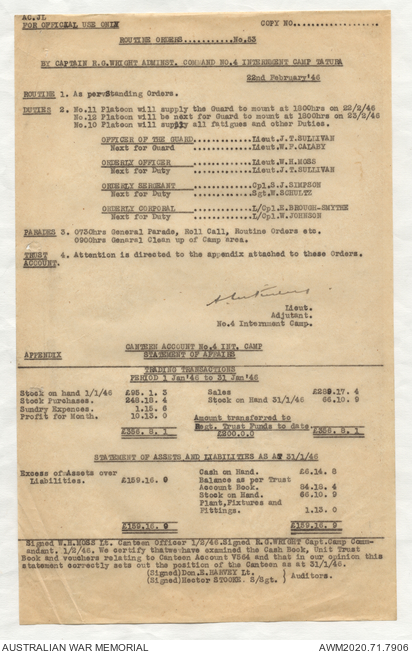 AC.JL
FOR OFFICIAL USE ONLY COPY NO...................
ROUTINE ORDERS...........No.53
BY CAPTAIN R.G.WRIGHT ADMINST. COMMAND NO.4 INTERNMENT CAMP TATURA
22nd February'46
ROUTINE 1. As per Standing Orders.
DUTIES 2. No.11 Platoon will supply the Guard to mount at 1800hrs on 22/2/46
No.12 Platoon will be next for Guard to mount at 1800hrs on 23/2/46
No.10 Platoon will supply all fatigues and other Duties.
OFFICER OF THE GUARD............Lieut.J.T.SULLIVAN
Next for Guard ............Lieut.W.P.CALABY
ORDERLY OFFICER ............Lieut.W.H.MOSS
Next for Duty ............Lieut.J.T.SULLIVAN
ORDERLY SERGEANT ............Cpl.S.J.SIMPSON
Next for Duty ............Sgt.W.SCHULTZ
ORDERLY CORPORAL ............L/Cpl.N.BROUGH-SMYTHE
Next for Duty ............L/Cpl.W.JOHNSON
PARADES 3. 0730hrs General Parade, Roll Call, Routine Orders etc.
0900hrs General Clean up of Camp area.
TRUST 4. Attention is directed to the appendix attached to these Orders.
ACCOUNT.
Lieut.
Adjutant.
No.4 Internment Camp.
CANTEEN ACCOUNT No.4 INT. CAMP
APPENDIX STATEMENT OF AFFAIRS
TRADING TRANSACTIONS
PERIOD 1 Jan'46 to 31 Jan'46
Stock on hand 1/1/46 £95. 1. 3 Sales £289.17. 4
Stock Purchases. 248.18. 4 Stock on Hand 31/1/46 66.10. 9
Sundry Expences. 1.15. 6
Profit for Month. 10.13. 0 Amount transferred to
Regt. Trust Funds to date.
£356. 8. 1 £200.0.0 £356. 8. 1
STATEMENT OF ASSETS AND LIABILITIES AS AT 31/1/46
Excess of Assets over Cash on Hand. £6.14. 8
Liabilities. £159.16. 9 Balance as per Trust
Account Book. 84.18. 4
Stock on Hand. 66.10. 9
Plant,Fixtures and
Fittings. 1.13. 0
£159.16. 9 £159.16. 9
Signed W.H.MOSS Lt. Canteen Officer 1/2/46.Signed R.G.WRIGHT Capt.Camp Comm-
andant. 1/2/46. We certify that we have examined the Cash Book, Unit Trust
Book and vouchers relating to Canteen Account V564 and that in our opinion this
statement correctly sets out the position of the Canteen as at 31/1/46.
(Signed)Don.E.HARVEY Lt. ) Auditors.
(Signed)Hector STOOKE S/Sgt.
AUSTRALIAN WAR MEMORIAL AWM2020.71.7906